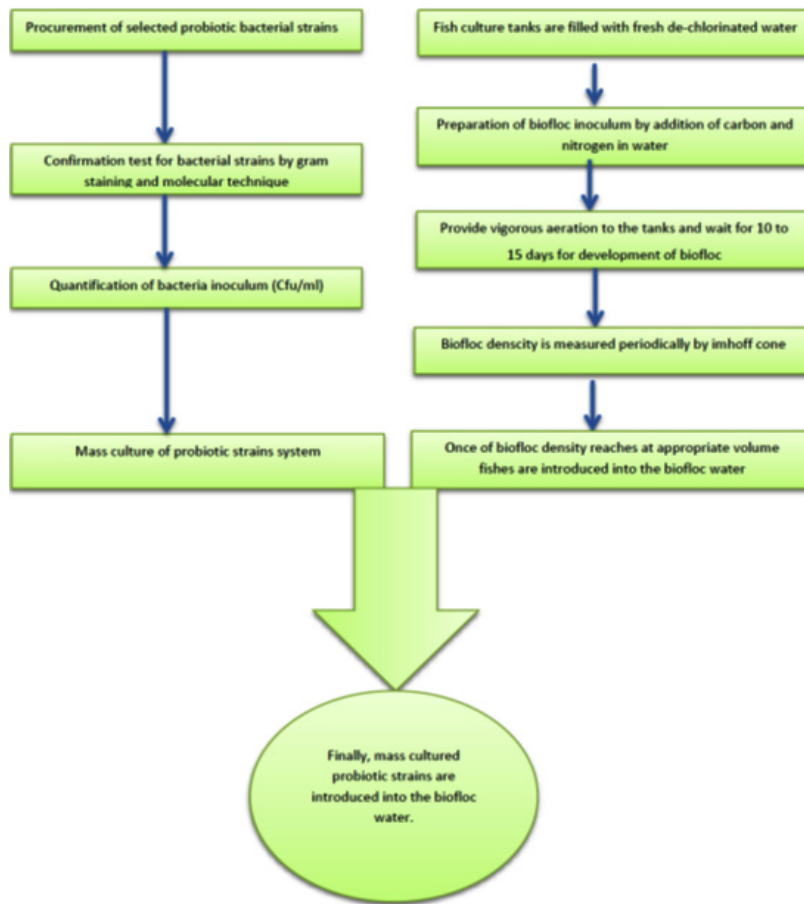 Procurement of selected probiotic bacterial strains
Confirmation test for bacterial strains by gram
staining and molecular technique
Quantification of bacteria inoculum (Cfu/ml)
Mass culture of probiotic strains system
Fish culture tanks are filled with fresh de-chlorinated water
Preparation of biofloc inoculum by addition of carbon and
nitrogen in water
Provide vigorous aeration to the tanks and wait for 10 to
15 days for development of biofloc
Biofloc denscity is measured periodically by imhoff cone
Once of biofloc density reaches at appropriate volume
fishes are introduced into the biofloc water
Finally, mass cultured
probiotic strains are
introduced into the biofloc
water.